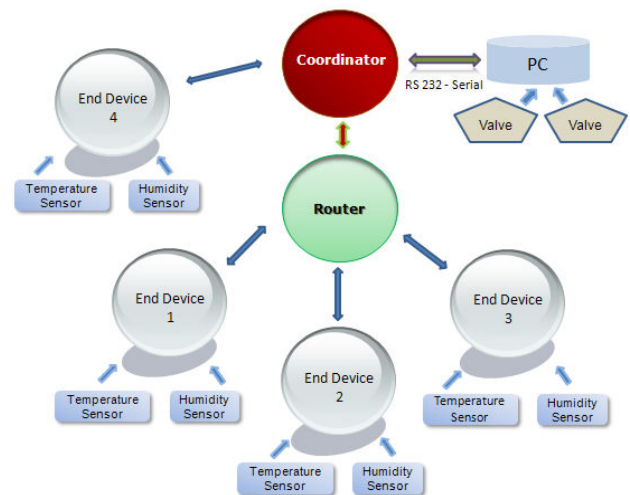 Coordinator
PC
RS 232 - Serial
Valve
Valve
End Device
4
Temperature
Sensor
Humidity
Sensor
Router
End Device
1
End Device
3
End Device
2
Temperature
Sensor
Humidity
Sensor
Temperature
Sensor
Humidity
Sensor
Temperature
Sensor
Humidity
Sensor